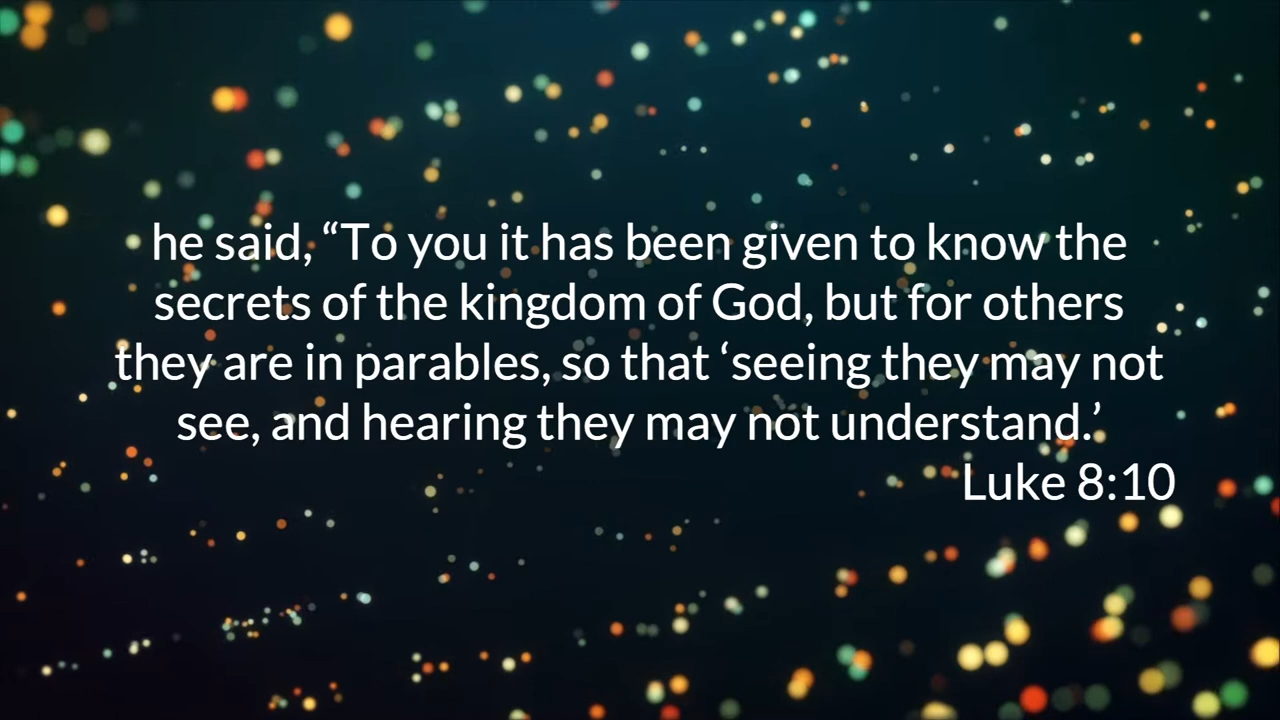 he said, “To you it has been given to know the
secrets of the kingdom of God, but for others
they are in parables, so that ‘seeing they may not
see, and hearing they may not understand.’
Luke 8:10